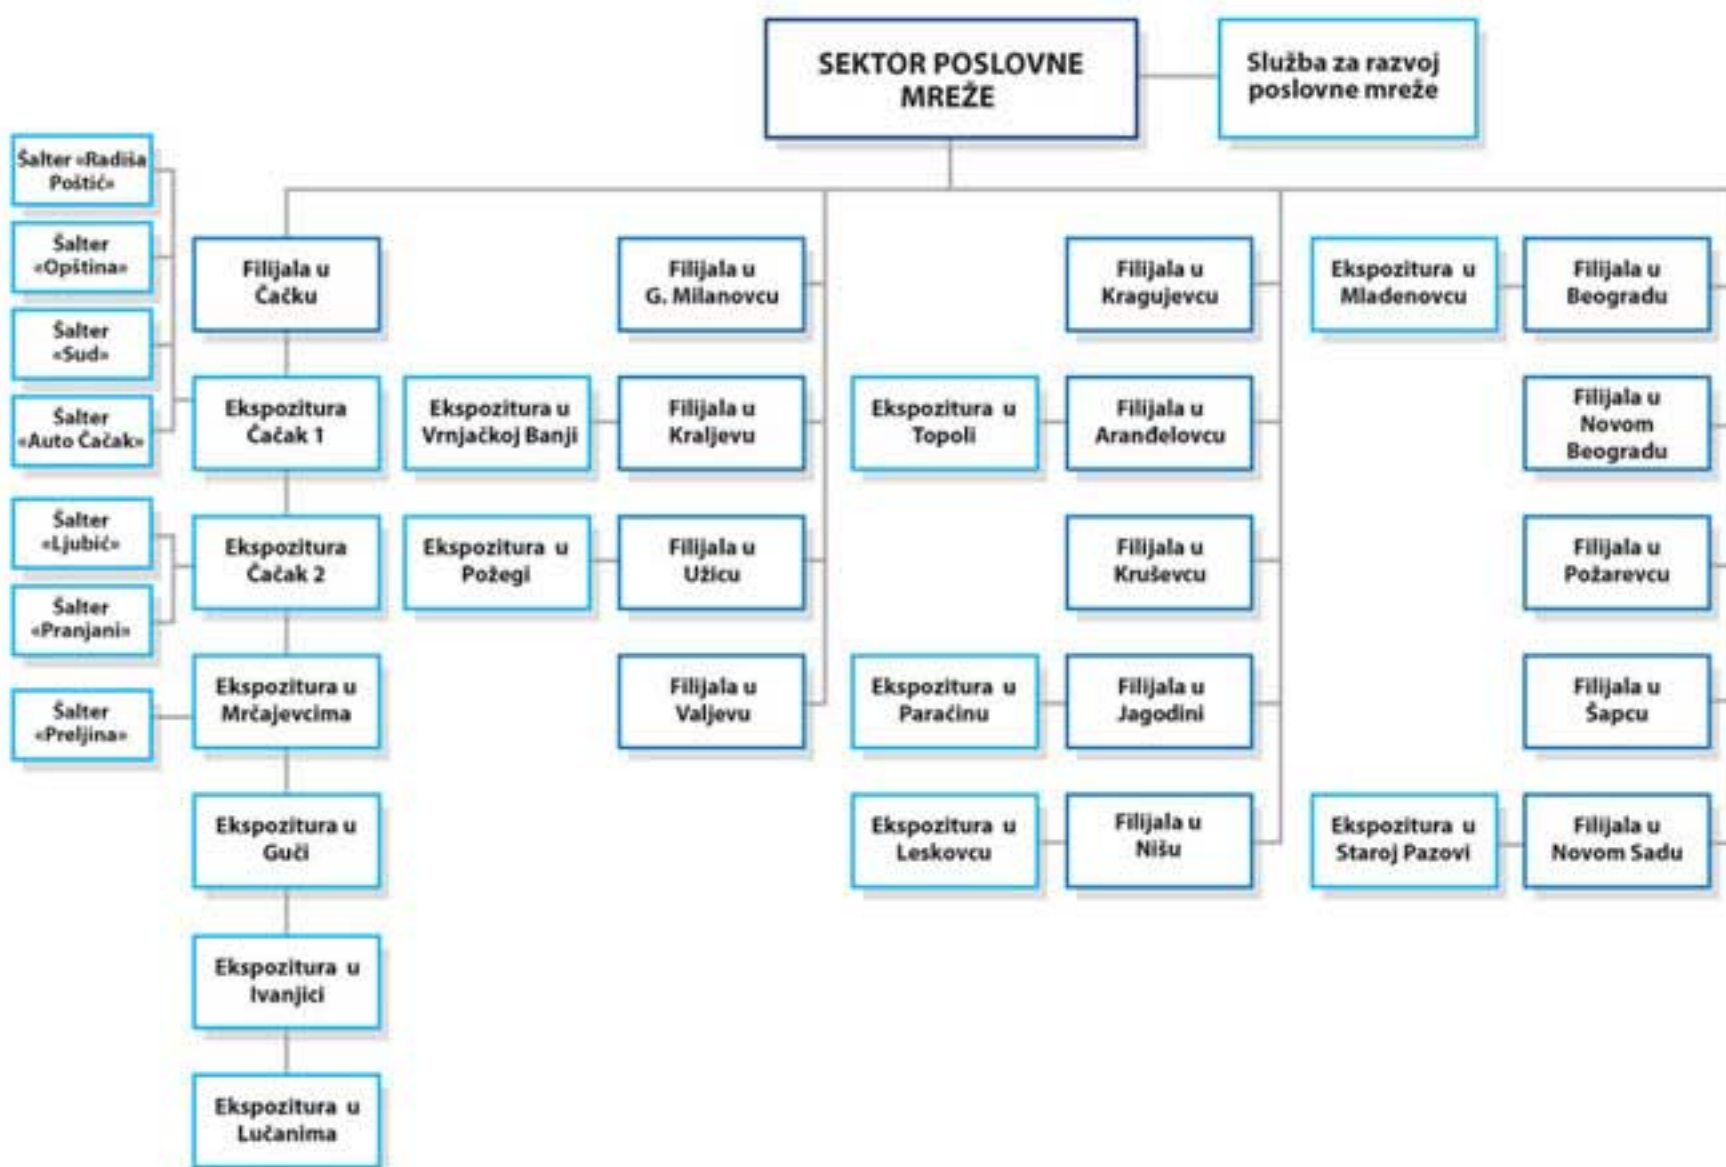 SEKTOR POSLOVNE
MREŽE
Služba za razvoj
poslovne mreže
Šalter «Radiša
Poštić»
Šalter
«Opština»
Šalter
«Sud»
Šalter
«Auto Čačak»
Šalter
«Ljubić»
Šalter
«Pranjani»
Šalter
«Preljina»
Filijala u
Čačku
Ekspozitura
Čačak 1
Ekspozitura
Čačak 2
Ekspozitura u
Mrčajevcima
Ekspozitura u
Guči
Ekspozitura u
Ivanjici
Ekspozitura u
Lučanima
Ekspozitura u
Vrnjačkoj Banji
Ekspozitura u
Požegi
Filijala u
G. Milanovcu
Filijala u
Kraljevu
Filijala u
Užicu
Filijala u
Valjevu
Ekspozitura u
Topoli
Ekspozitura u
Paraćinu
Ekspozitura u
Leskovcu
Filijala u
Kragujevcu
Filijala u
Aranđelovcu
Filijala u
Kruševcu
Filijala u
Jagodini
Filijala u
Nišu
Ekspozitura u
Mladenovcu
Ekspozitura u
Staroj Pazovi
Filijala u
Beogradu
Filijala u
Novom
Beogradu
Filijala u
Požarevcu
Filijala u
Šapcu
Filijala u
Novom Sadu